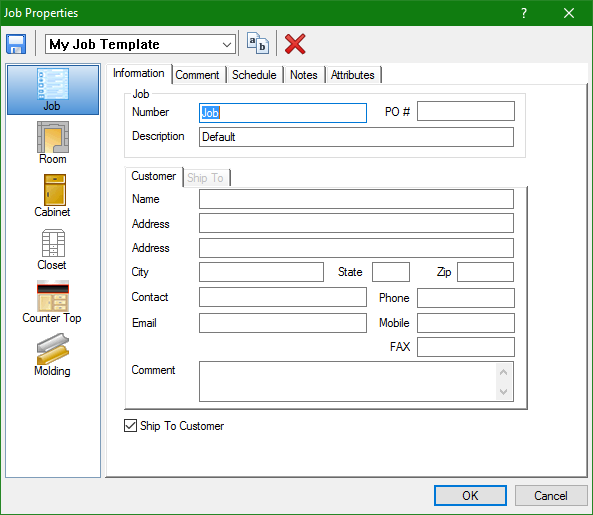 Job Properties ?
My Job Template a b
Job
Room
Cabinet
Closet
Counter Top
Molding
Information Comment Schedule Notes Attributes
Job
Number Job PO #
Description Default
Customer Ship To
Name
Address
Address
City State Zip
Contact Phone
Email Mobile
FAX
Comment
Ship To Customer
OK Cancel